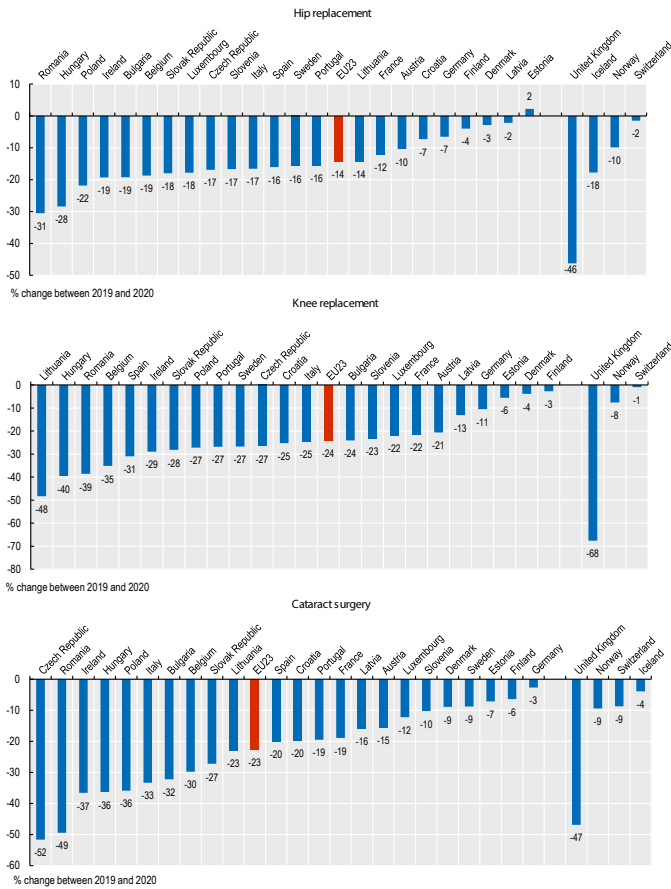 Hip replacement
Romania
Hungary
Poland
Ireland
Bulgaria
Belgium
Slovak Republic
Luxembourg
Czech Republic
Slovenia
Italy
Spain
Sweden
Portugal
EU23
Lithuania
France
Austria
Croatia
Germany
Finland
Denmark
Latvia
Estonia
United Kingdom
Iceland
Norway
Switzerland
10
0
-10
-20
-30
-40
-50
-31
-28
-22
-19
-19
-19
-18
-18
-17
-17
-17
-16
-16
-16
-14
-14
-12
-10
-7
-7
-4
-3
-2
2
-46
-18
-10
-2
% change between 2019 and 2020
Knee replacement
Lithuania
Hungary
Romania
Belgium
Spain
Ireland
Slovak Republic
Poland
Portugal
Sweden
Czech Republic
Croatia
Italy
EU23
Bulgaria
Slovenia
Luxembourg
France
Austria
Latvia
Germany
Estonia
Denmark
Finland
United Kingdom
Norway
Switzerland
0
-10
-20
-30
-40
-50
-60
-70
-80
-48
-40
-39
-35
-31
-29
-28
-27
-27
-27
-27
-25
-25
-24
-24
-23
-22
-22
-21
-13
-11
-6
-4
-3
-68
-8
-1
% change between 2019 and 2020
Cataract surgery
Czech Republic
Romania
Ireland
Hungary
Poland
Italy
Bulgaria
Belgium
Slovak Republic
Lithuania
EU23
Spain
Croatia
Portugal
France
Latvia
Austria
Luxembourg
Slovenia
Denmark
Sweden
Estonia
Finland
Germany
United Kingdom
Norway
Switzerland
Iceland
0
-10
-20
-30
-40
-50
-60
-52
-49
-37
-36
-36
-33
-32
-30
-27
-23
-23
-20
-20
-19
-19
-16
-15
-12
-10
-9
-9
-7
-6
-3
-47
-9
-9
-4
% change between 2019 and 2020